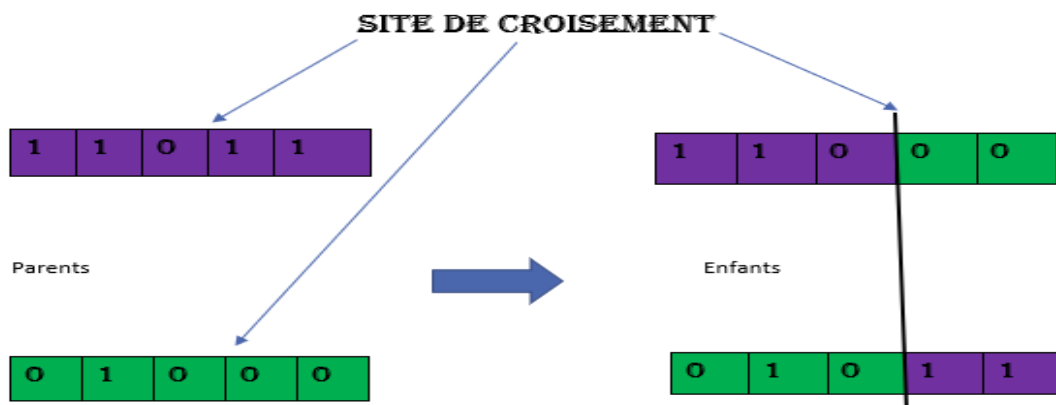 SITE DE CROISEMENT
1 1 0 1 1
1 1 0 0 0
Parents
Enfants
0 1 0 0 0
0 1 0 1 1